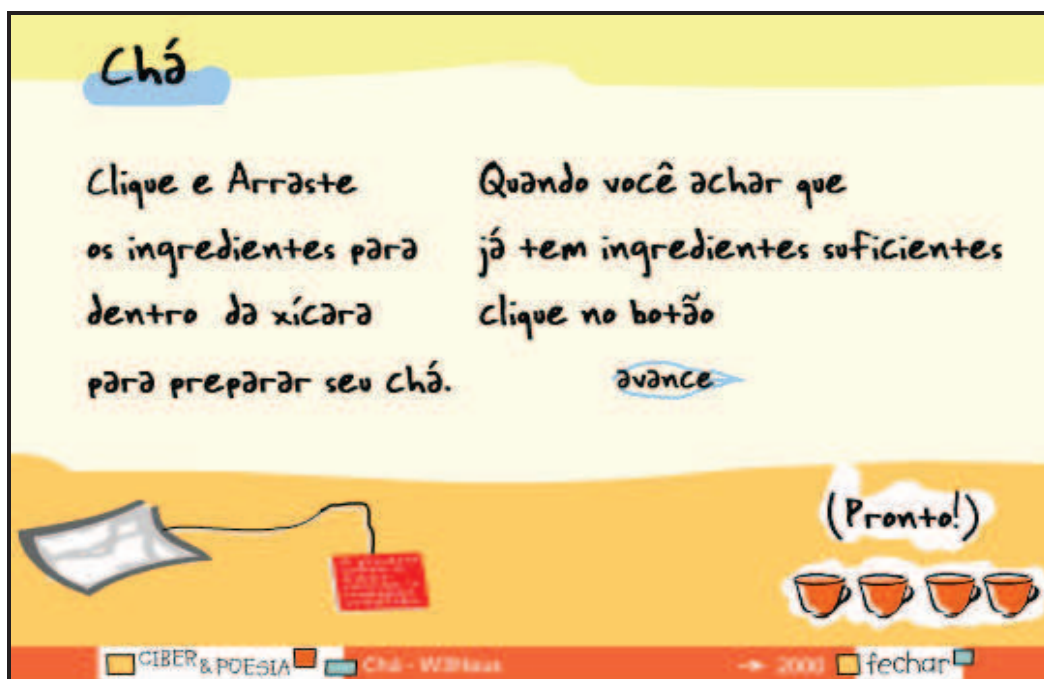 Chá
Clique e Arraste
os ingredientes para
dentro da xícara
para preparar seu chá.
Quando você achar que
já tem ingredientes suficientes
clique no botão
avance
(Pronto!)
CIBER & POESIA
Chá - W3Haus
2000
fechar